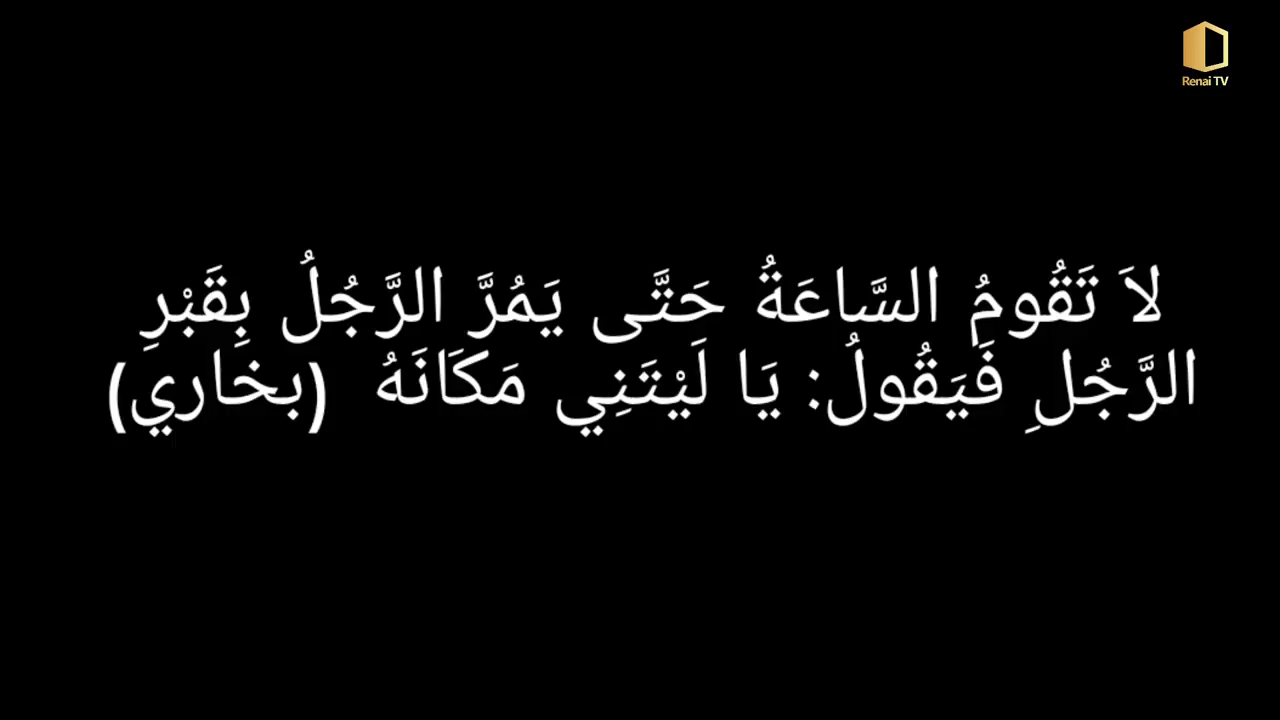 Renai TV
لاَ تَقُومُ السَّاعَةُ حَتَّى يَمُرَّ الرَّجُلُ بِقَبْرِ
الرَّجُلِ فَيَقُولُ: يَا لَيْتَنِي مَكَانَهُ (بخاري)